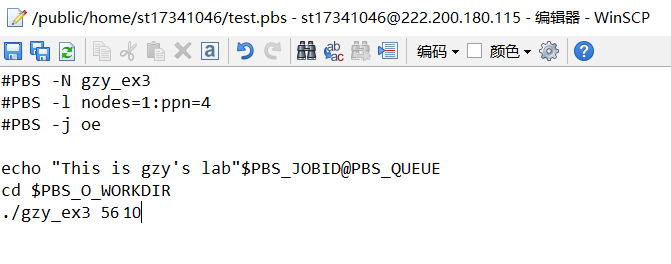 /public/home/st17341046/test.pbs - st17341046@222.200.180.115 - 编辑器 - WinSCP
编码 颜色
#PBS -N gzy_ex3
#PBS -l nodes=1:ppn=4
#PBS -j oe
echo "This is gzy's lab"$PBS_JOBID@PBS_QUEUE
cd $PBS_O_WORKDIR
./gzy_ex3 56 10